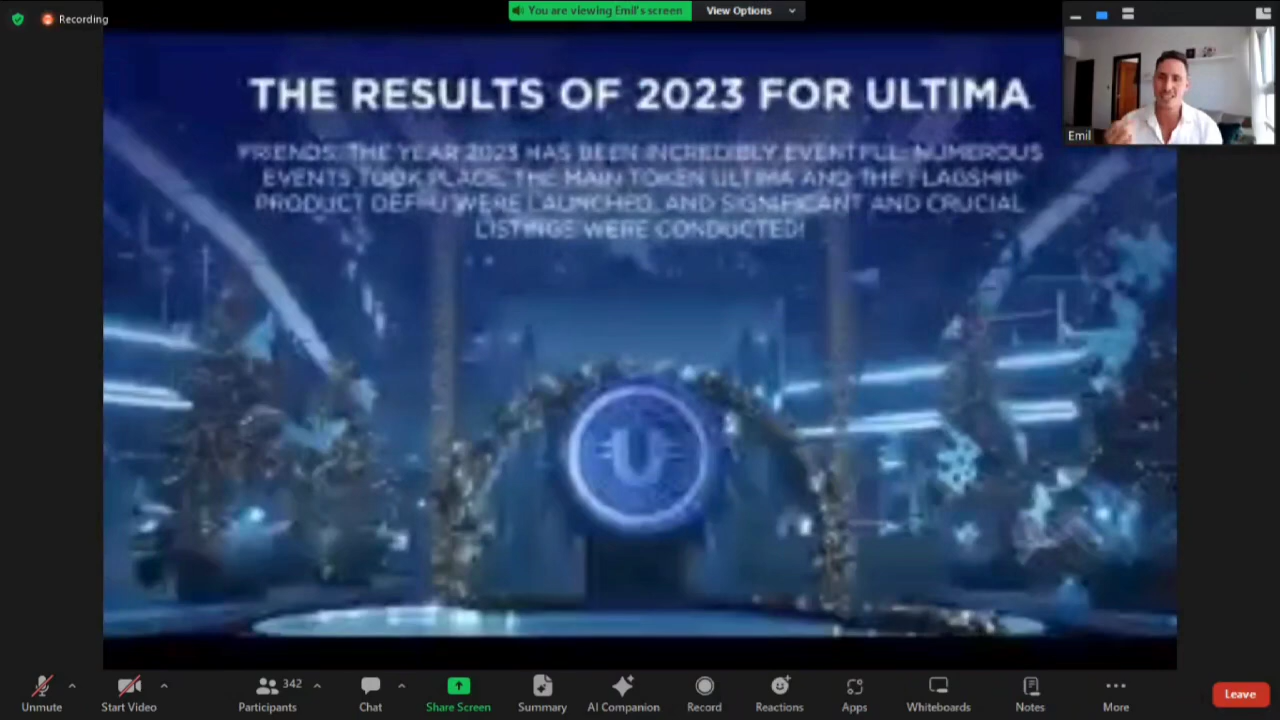 Recording
You are viewing Emil's screen
View Options
Emil
THE RESULTS OF 2023 FOR ULTIMA
FRIENDS, THE YEAR 2023 HAS BEEN INCREDIBLY EVENTFUL: NUMEROUS
EVENTS TOOK PLACE, THE MAIN TOKEN ULTIMA AND THE FLAGSHIP
PRODUCT DEFI-U WERE LAUNCHED, AND SIGNIFICANT AND CRUCIAL
LISTINGS WERE CONDUCTED!
U
342
Unmute
Start Video
Participants
Chat
Share Screen
Summary
AI Companion
Record
Reactions
Apps
Whiteboards
Notes
More
Leave